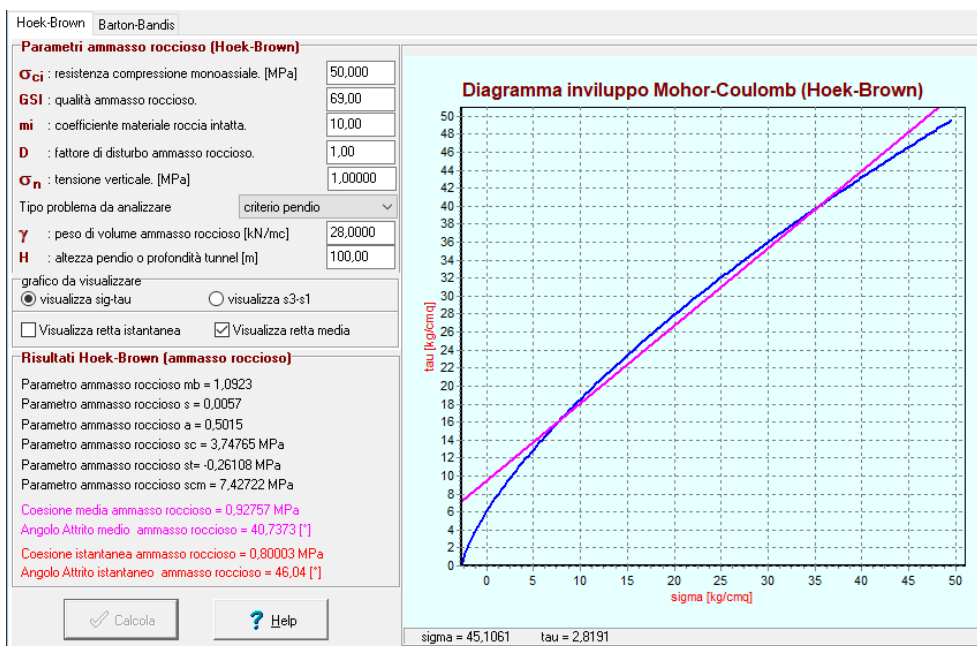 Hoek-Brown Barton-Bandis
Parametri ammasso roccioso (Hoek-Brown)
σci : resistenza compressione monoassiale. [MPa] 50,000
GSI : qualità ammasso roccioso. 69,00
mi : coefficiente materiale roccia intatta. 10,00
D : fattore di disturbo ammasso roccioso. 1,00
σn : tensione verticale. [MPa] 1,00000
Tipo problema da analizzare criterio pendio
γ : peso di volume ammasso roccioso [kN/mc] 28,0000
H : altezza pendio o profondità tunnel [m] 100,00
grafico da visualizzare
visualizza sig-tau visualizza s3-s1
Visualizza retta istantanea Visualizza retta media
Risultati Hoek-Brown (ammasso roccioso)
Parametro ammasso roccioso mb = 1,0923
Parametro ammasso roccioso s = 0,0057
Parametro ammasso roccioso a = 0,5015
Parametro ammasso roccioso sc = 3,74765 MPa
Parametro ammasso roccioso st= -0,26108 MPa
Parametro ammasso roccioso scm = 7,42722 MPa
Coesione media ammasso roccioso = 0,92757 MPa
Angolo Attrito medio ammasso roccioso = 40,7373 [°]
Coesione istantanea ammasso roccioso = 0,80003 MPa
Angolo Attrito istantaneo ammasso roccioso = 46,04 [°]
Calcola Help
Diagramma inviluppo Mohor-Coulomb (Hoek-Brown)
tau [kg/cmq]
50
48
46
44
42
40
38
36
34
32
30
28
26
24
22
20
18
16
14
12
10
8
6
4
2
0
0 5 10 15 20 25 30 35 40 45 50
sigma [kg/cmq]
sigma = 45,1061 tau = 2,8191